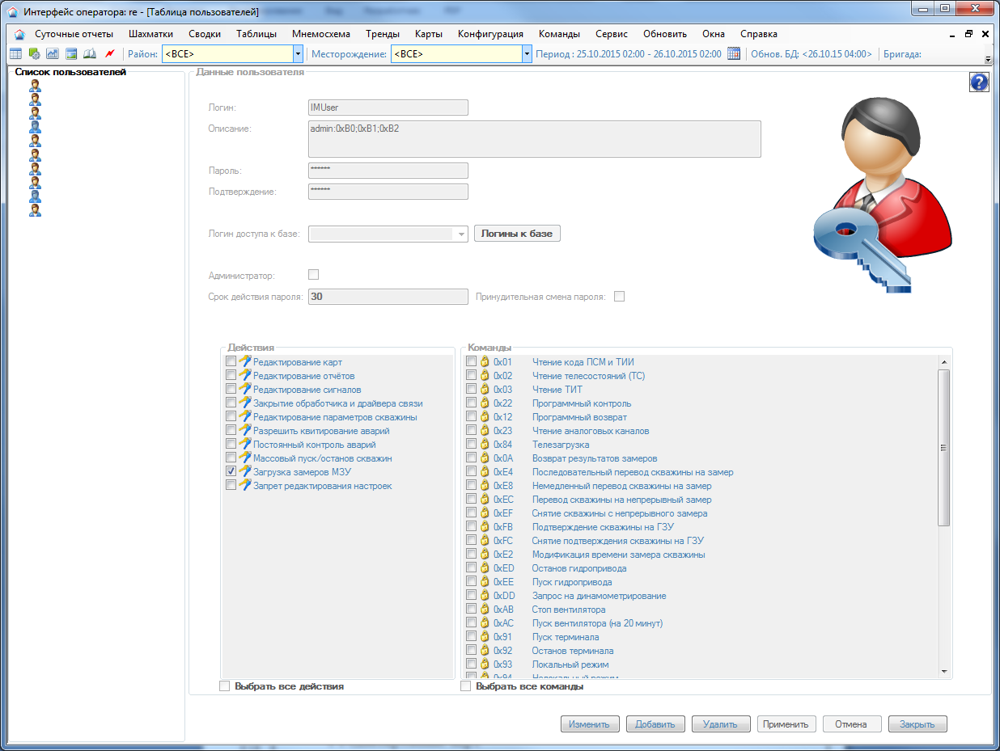 Интерфейс оператора: re - [Таблица пользователей]
Суточные отчеты Шахматки Сводки Таблицы Мнемосхема Тренды Карты Конфигурация Команды Сервис Обновить Окна Справка
Район: <ВСЕ> Месторождение: <ВСЕ> Период : 25.10.2015 02:00 - 26.10.2015 02:00 Обнов. БД: <26.10.15 04:00> Бригада:
Список пользователей
Данные пользователя
Логин: IMUser
Описание: admin:0xB0;0xB1;0xB2
Пароль: ******
Подтверждение: ******
Логин доступа к базе: Логины к базе
Администратор:
Срок действия пароля: 30 Принудительная смена пароля:
Действия
Редактирование карт
Редактирование отчётов
Редактирование сигналов
Закрытие обработчика и драйвера связи
Редактирование параметров скважины
Разрешить квитирование аварий
Постоянный контроль аварий
Массовый пуск/останов скважин
Загрузка замеров МЗУ
Запрет редактирования настроек
Выбрать все действия
Команды
0x01 Чтение кода ПСМ и ТИИ
0x02 Чтение телесостояний (ТС)
0x03 Чтение ТИТ
0x22 Программный контроль
0x12 Программный возврат
0x23 Чтение аналоговых каналов
0x84 Телезагрузка
0x0A Возврат результатов замеров
0xE4 Последовательный перевод скважины на замер
0xE8 Немедленный перевод скважины на замер
0xEC Перевод скважины на непрерывный замер
0xEF Снятие скважины с непрерывного замера
0xFB Подтверждение скважины на ГЗУ
0xFC Снятие подтверждения скважины на ГЗУ
0xE2 Модификация времени замера скважины
0xED Останов гидропривода
0xEE Пуск гидропривода
0xDD Запрос на динамометрирование
0xAB Стоп вентилятора
0xAC Пуск вентилятора (на 20 минут)
0x91 Пуск терминала
0x92 Останов терминала
0x93 Локальный режим
0x94 Нелокальный режим
Выбрать все команды
Изменить Добавить Удалить Применить Отмена Закрыть